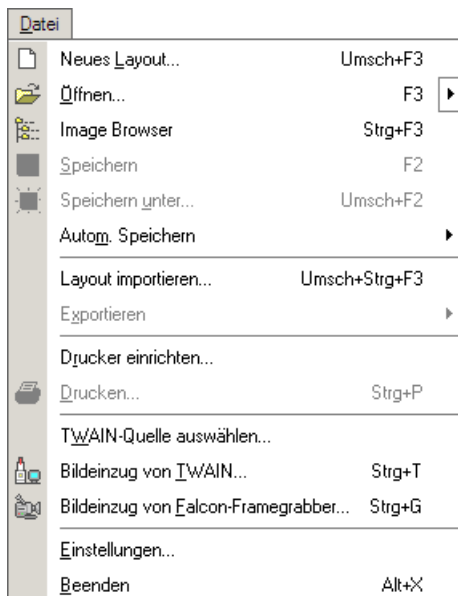 Datei
Neues Layout... Umsch+F3
Öffnen... F3
Image Browser Strg+F3
Speichern F2
Speichern unter... Umsch+F2
Autom. Speichern
Layout importieren... Umsch+Strg+F3
Exportieren
Drucker einrichten...
Drucken... Strg+P
TWAIN-Quelle auswählen...
Bildeinzug von TWAIN... Strg+T
Bildeinzug von Falcon-Framegrabber... Strg+G
Einstellungen...
Beenden Alt+X